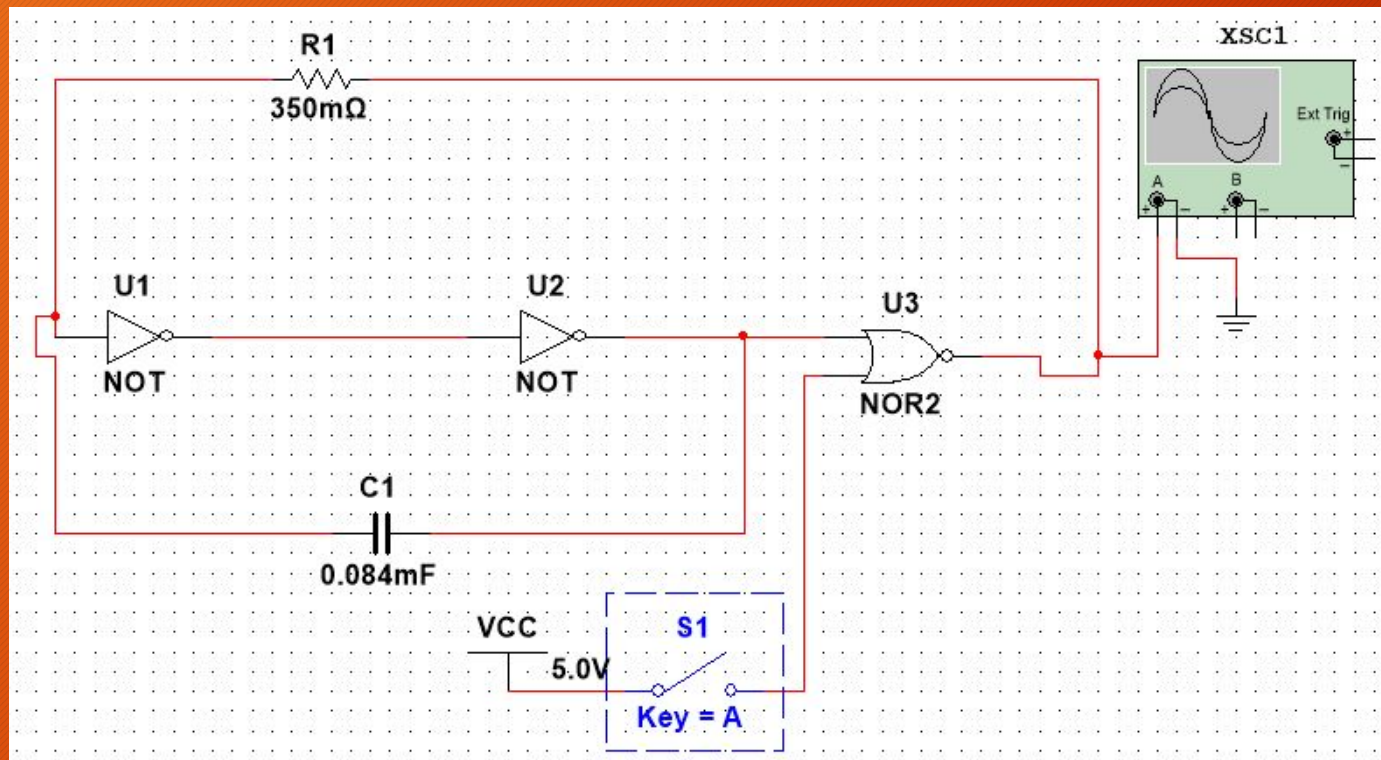 XSC1
R1
350mΩ
Ext Trig
+
−
A
B
+ − + −
U1
U2
U3
NOT
NOT
NOR2
C1
0.084mF
VCC
S1
5.0V
Key = A